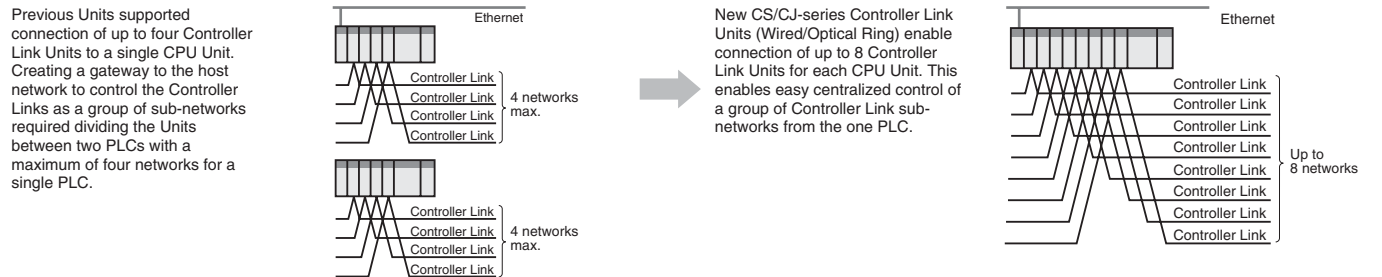 Previous Units supported
connection of up to four Controller
Link Units to a single CPU Unit.
Creating a gateway to the host
network to control the Controller
Links as a group of sub-networks
required dividing the Units
between two PLCs with a
maximum of four networks for a
single PLC.
Ethernet
Controller Link
Controller Link
Controller Link
Controller Link
4 networks
max.
Controller Link
Controller Link
Controller Link
Controller Link
4 networks
max.
New CS/CJ-series Controller Link
Units (Wired/Optical Ring) enable
connection of up to 8 Controller
Link Units for each CPU Unit. This
enables easy centralized control of
a group of Controller Link sub-
networks from the one PLC.
Ethernet
Controller Link
Controller Link
Controller Link
Controller Link
Controller Link
Controller Link
Controller Link
Controller Link
Up to
8 networks